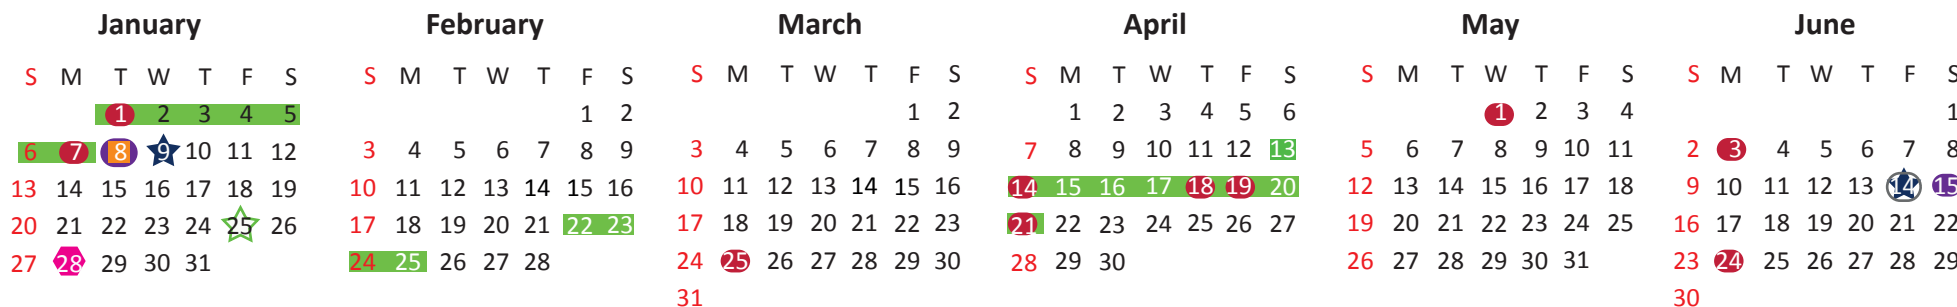 January February March April May June
S M T W T F S S M T W T F S S M T W T F S S M T W T F S S M T W T F S S M T W T F S
1 2 3 4 5 1 2 1 2 1 2 3 4 5 6 1 2 3 4 1
6 7 8 9 10 11 12 3 4 5 6 7 8 9 3 4 5 6 7 8 9 7 8 9 10 11 12 13 5 6 7 8 9 10 11 2 3 4 5 6 7 8
13 14 15 16 17 18 19 10 11 12 13 14 15 16 10 11 12 13 14 15 16 14 15 16 17 18 19 20 12 13 14 15 16 17 18 9 10 11 12 13 14 15
20 21 22 23 24 25 26 17 18 19 20 21 22 23 17 18 19 20 21 22 23 21 22 23 24 25 26 27 19 20 21 22 23 24 25 16 17 18 19 20 21 22
27 28 29 30 31 24 25 26 27 28 24 25 26 27 28 29 30 28 29 30 26 27 28 29 30 31 23 24 25 26 27 28 29
31 30